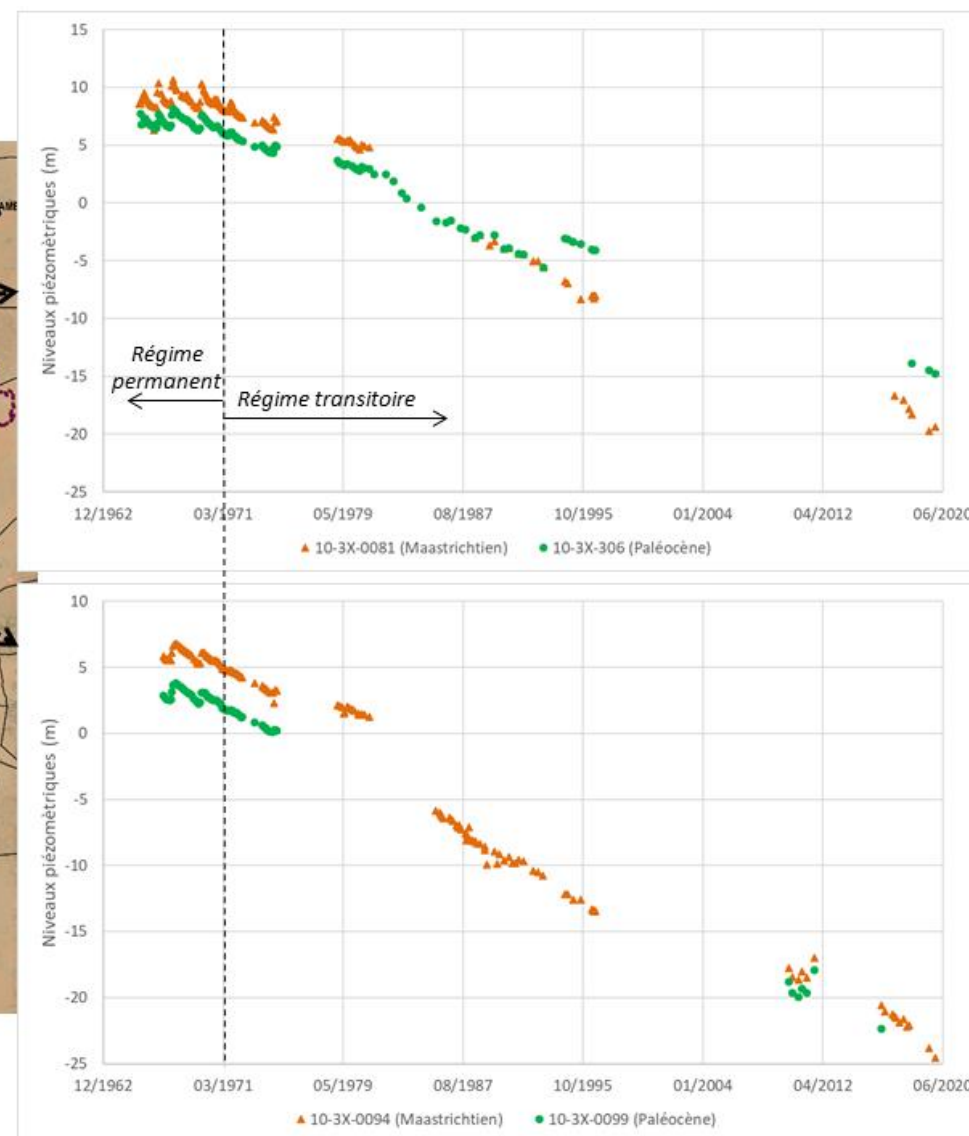 15
10
5
0
-5
-10
-15
-20
-25
Niveaux piézomètriques (m)
Régime
permanent
Régime transitoire
12/1962 03/1971 05/1979 08/1987 10/1995 01/2004 04/2012 06/2020
10-3X-0081 (Maastrichtien) 10-3X-306 (Paléocène)
10
5
0
-5
-10
-15
-20
-25
Niveaux piézomètriques (m)
12/1962 03/1971 05/1979 08/1987 10/1995 01/2004 04/2012 06/2020
10-3X-0094 (Maastrichtien) 10-3X-0099 (Paléocène)